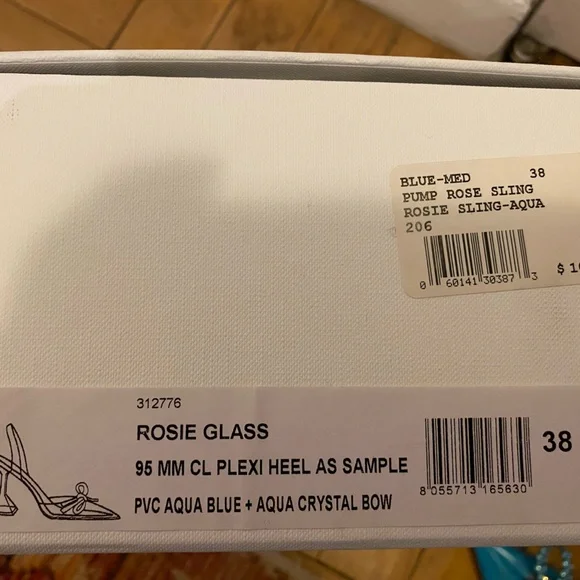 BLUE-MED 38
PUMP ROSE SLING
ROSIE SLING-AQUA
206
0 60141 30387 3
312776
ROSIE GLASS
95 MM CL PLEXI HEEL AS SAMPLE
PVC AQUA BLUE + AQUA CRYSTAL BOW
8 055713 165630
38